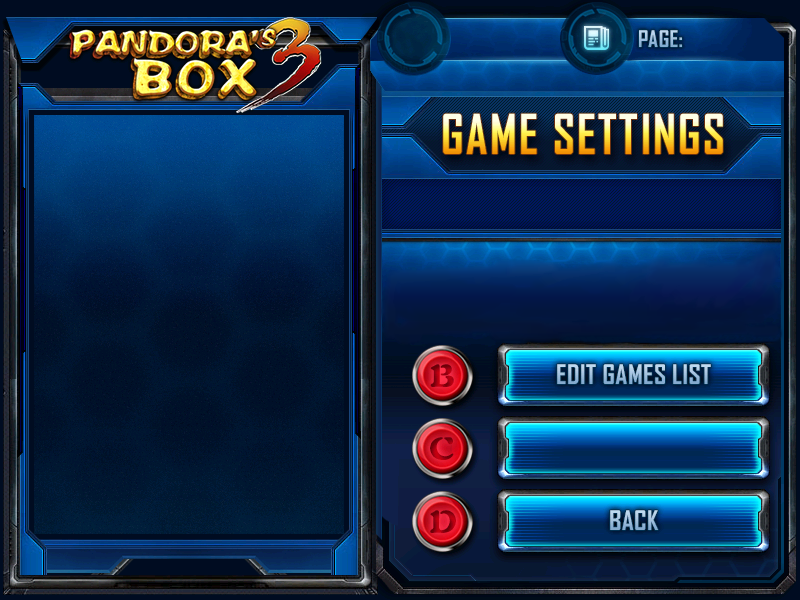 PANDORA'S
BOX 3
PAGE:
GAME SETTINGS
B
EDIT GAMES LIST
C
D
BACK